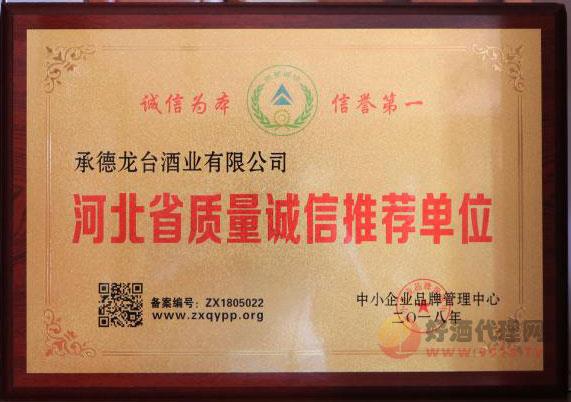 诚信为本 信誉第一
承德龙台酒业有限公司
河北省质量诚信推荐单位
备案编号：ZX1805022
www.zxqypp.org
中小企业品牌管理中心
二〇一八年
好酒代理网
www.9519.TV